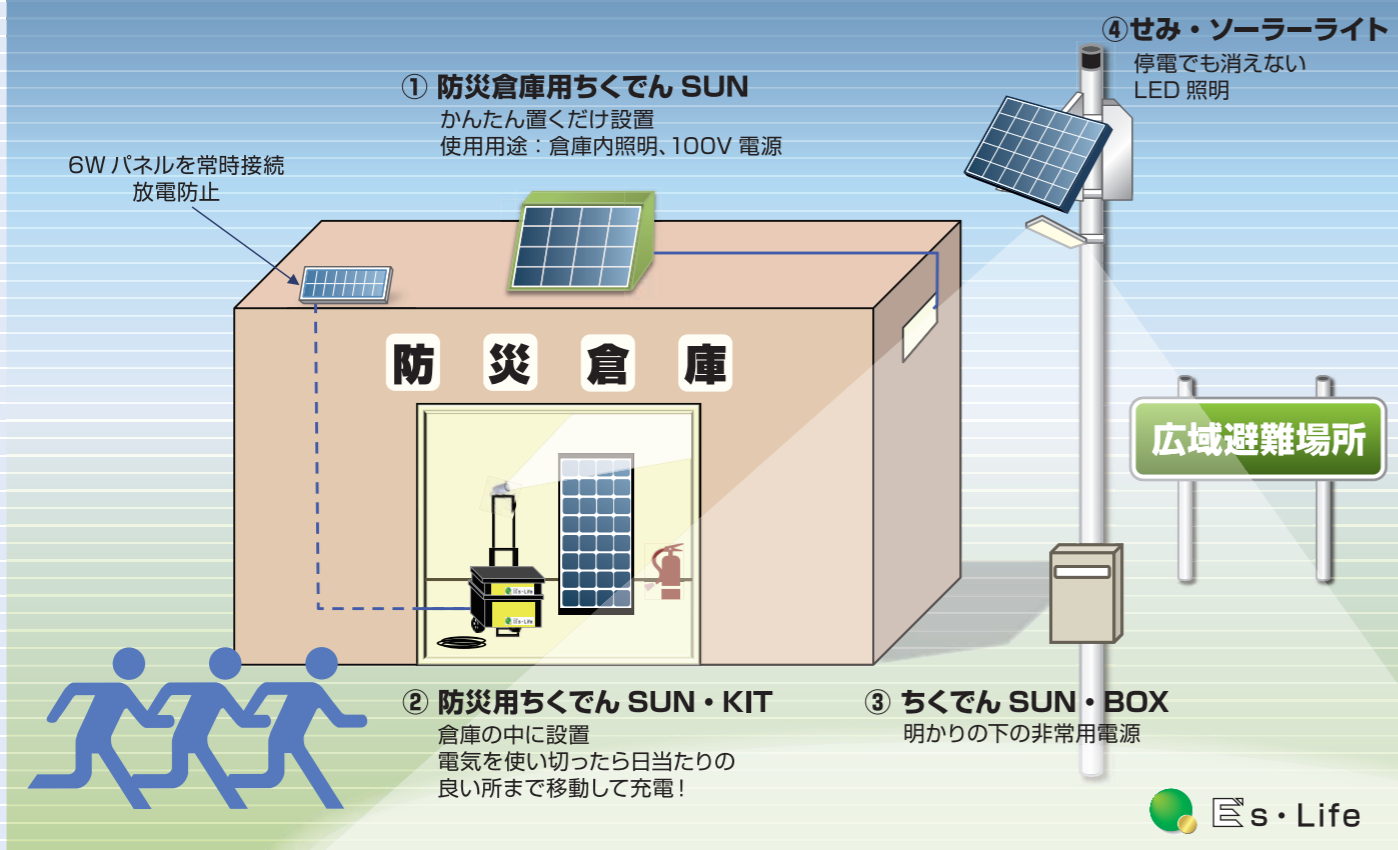 ④せみ・ソーラーライト
停電でも消えない
LED 照明
① 防災倉庫用ちくでん SUN
かんたん置くだけ設置
使用用途：倉庫内照明、100V 電源
6W パネルを常時接続
放電防止
防 災 倉 庫
広域避難場所
E's・Life
E's・Life
② 防災用ちくでん SUN・KIT
倉庫の中に設置
電気を使い切ったら日当たりの
良い所まで移動して充電！
③ ちくでん SUN・BOX
明かりの下の非常用電源
E's・Life